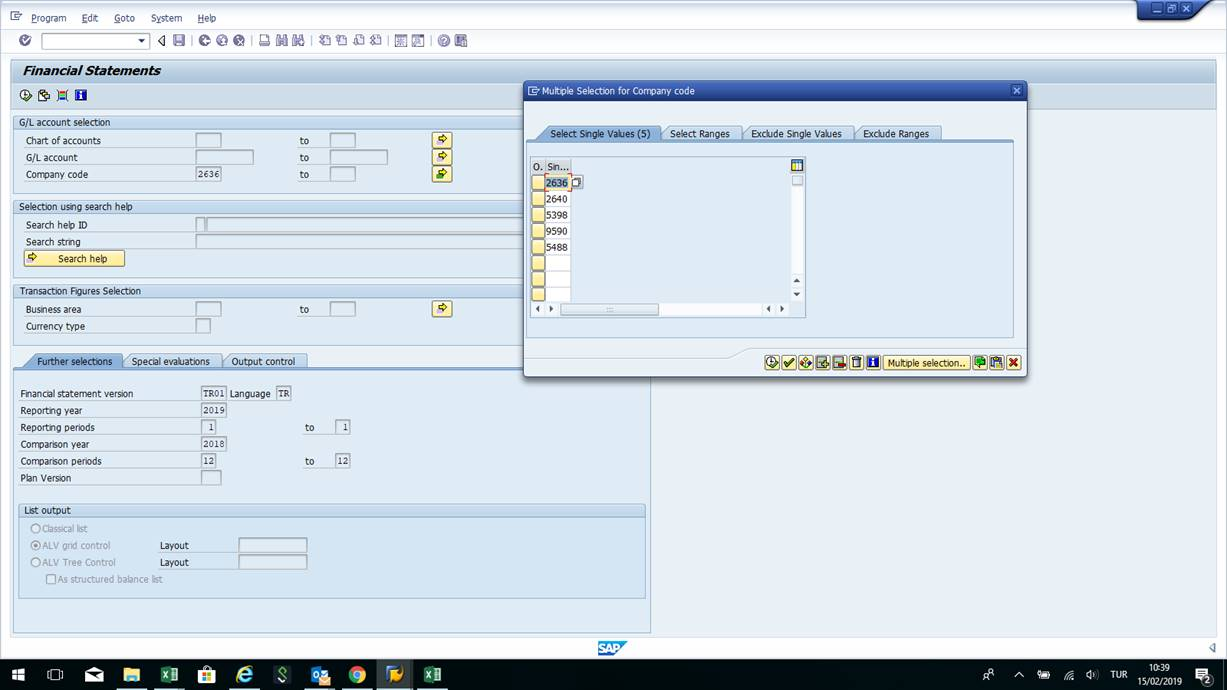 Program Edit Goto System Help
Financial Statements
G/L account selection
Chart of accounts to
G/L account to
Company code 2636 to
Selection using search help
Search help ID
Search string
Search help
Transaction Figures Selection
Business area to
Currency type
Further selections Special evaluations Output control
Financial statement version TR01 Language TR
Reporting year 2019
Reporting periods 1 to 1
Comparison year 2018
Comparison periods 12 to 12
Plan Version
List output
Classical list
ALV grid control Layout
ALV Tree Control Layout
As structured balance list
Multiple Selection for Company code
Select Single Values (5) Select Ranges Exclude Single Values Exclude Ranges
O. Sin...
2636
2640
5398
9590
5488
Multiple selection..
SAP
TUR
10:39
15/02/2019
2